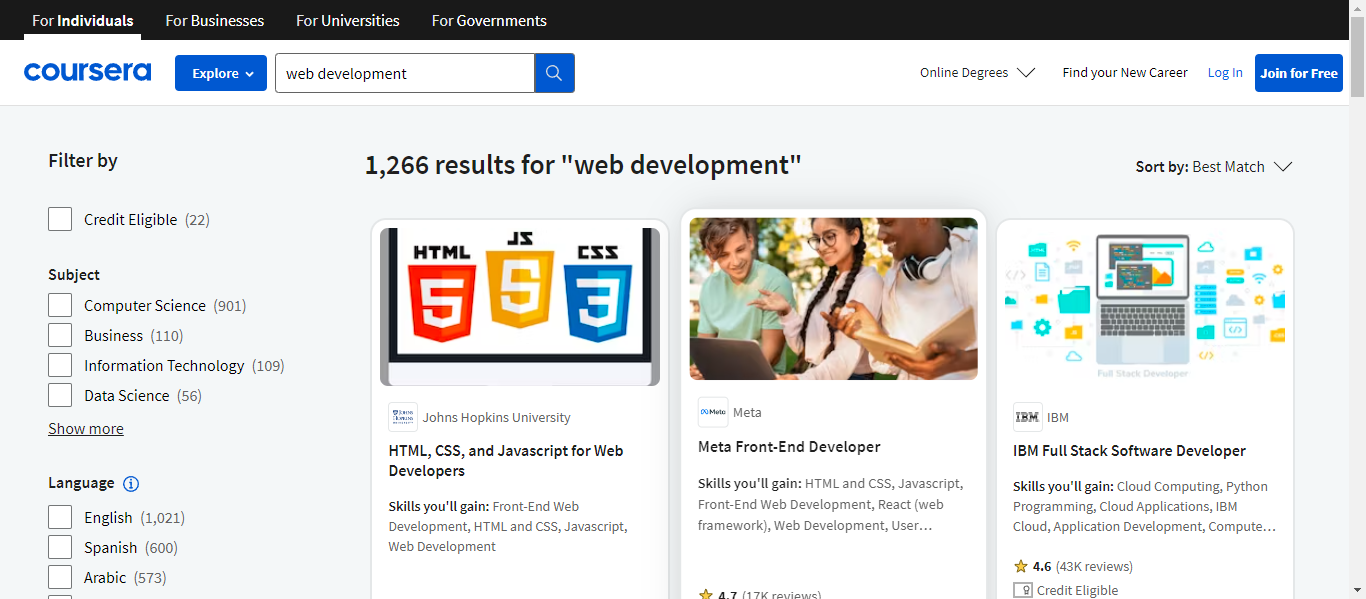 For Individuals
For Businesses
For Universities
For Governments
coursera
Explore
web development
Online Degrees
Find your New Career
Log In
Join for Free
Filter by
1,266 results for "web development"
Sort by: Best Match
Credit Eligible (22)
Subject
Computer Science (901)
Business (110)
Information Technology (109)
Data Science (56)
Show more
Language
English (1,021)
Spanish (600)
Arabic (573)
HTML
JS
CSS
5
5
3
Johns Hopkins University
HTML, CSS, and Javascript for Web
Developers
Skills you'll gain: Front-End Web
Development, HTML and CSS, Javascript,
Web Development
Meta
Meta
Meta Front-End Developer
Skills you'll gain: HTML and CSS, Javascript,
Front-End Web Development, React (web
framework), Web Development, User…
4.7 (17K reviews)
Full Stack Developer
IBM
IBM
IBM Full Stack Software Developer
Skills you'll gain: Cloud Computing, Python
Programming, Cloud Applications, IBM
Cloud, Application Development, Compute…
4.6 (43K reviews)
Credit Eligible